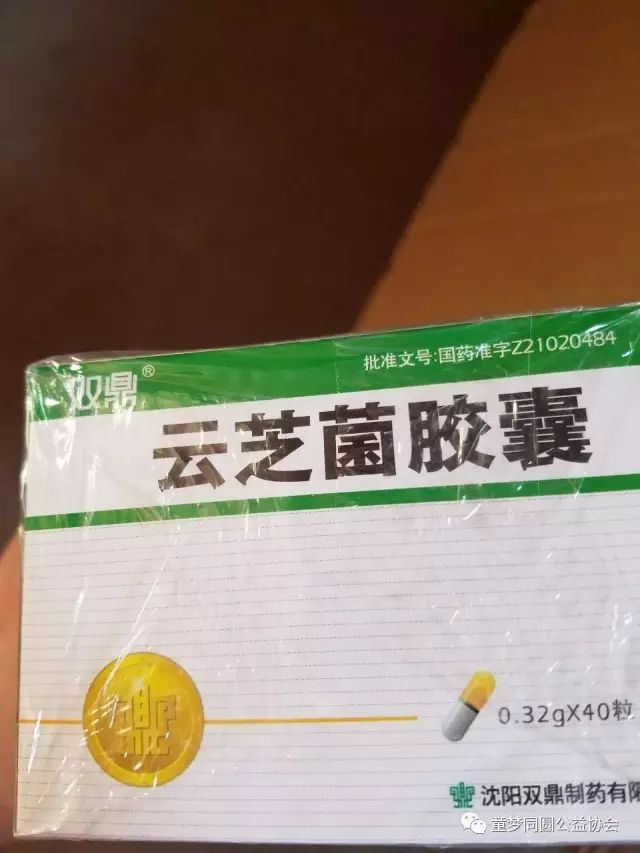 批准文号:国药准字Z21020484
双鼎®
云芝菌胶囊
0.32gX40粒
沈阳双鼎制药有限
童梦同圆公益协会